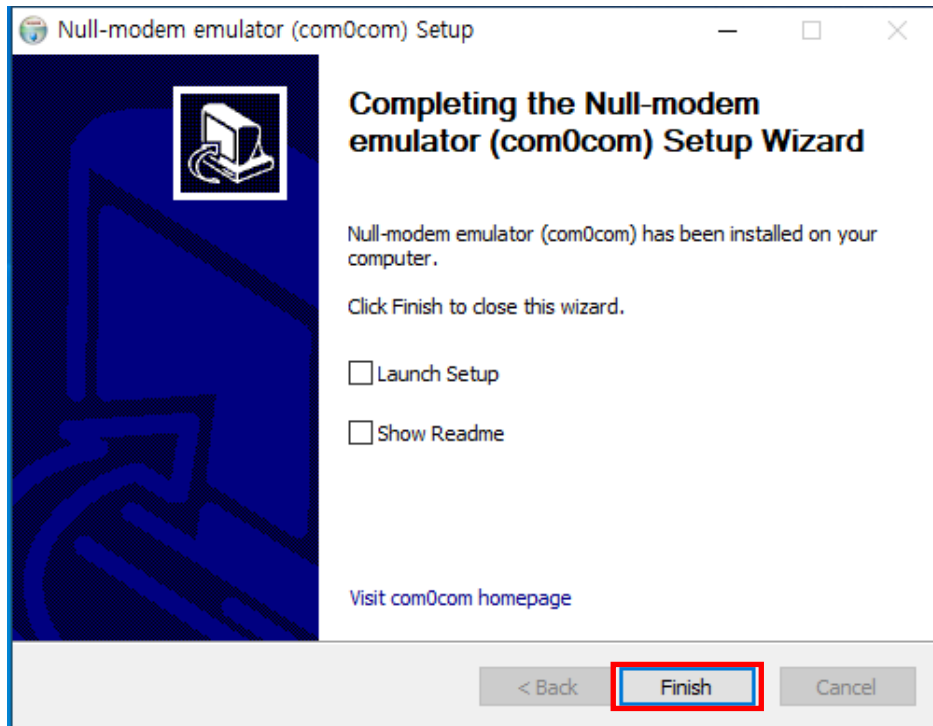 Null-modem emulator (com0com) Setup
Completing the Null-modem
emulator (com0com) Setup Wizard
Null-modem emulator (com0com) has been installed on your
computer.
Click Finish to close this wizard.
Launch Setup
Show Readme
Visit com0com homepage
< Back
Finish
Cancel